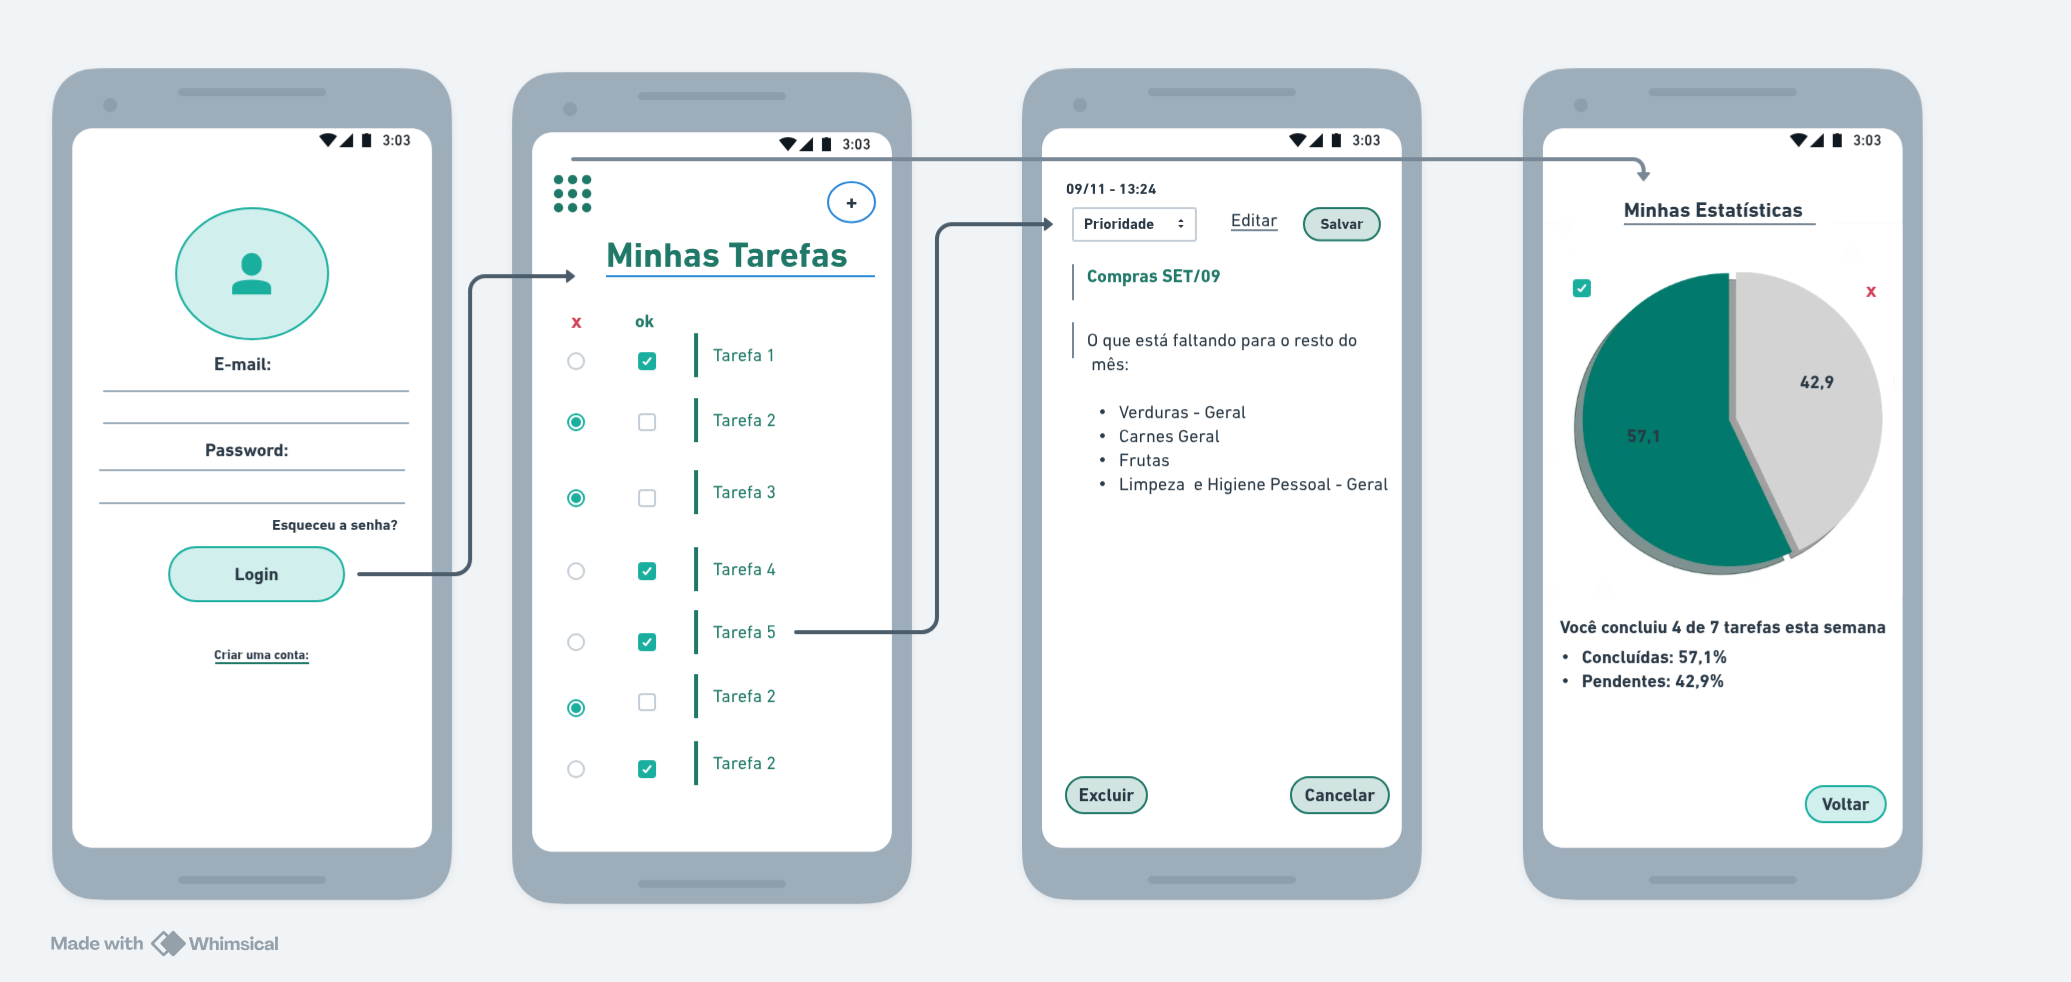 3:03
E-mail:
Password:
Esqueceu a senha?
Login
Criar uma conta:
3:03
+
Minhas Tarefas
x ok
Tarefa 1
Tarefa 2
Tarefa 3
Tarefa 4
Tarefa 5
Tarefa 2
Tarefa 2
3:03
09/11 - 13:24
Prioridade Editar Salvar
Compras SET/09
O que está faltando para o resto do
mês:
• Verduras - Geral
• Carnes Geral
• Frutas
• Limpeza e Higiene Pessoal - Geral
Excluir Cancelar
3:03
Minhas Estatísticas
x
42,9
57,1
Você concluiu 4 de 7 tarefas esta semana
• Concluídas: 57,1%
• Pendentes: 42,9%
Voltar
Made with Whimsical